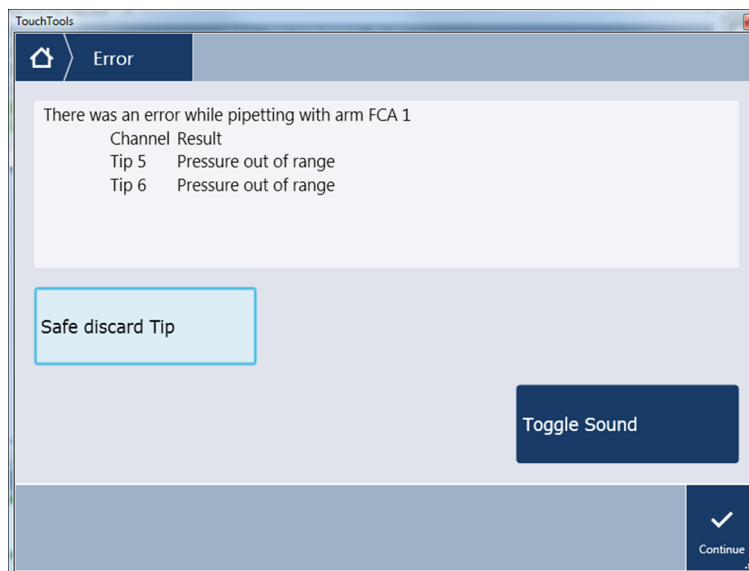 TouchTools
Error
There was an error while pipetting with arm FCA 1
Channel Result
Tip 5 Pressure out of range
Tip 6 Pressure out of range
Safe discard Tip
Toggle Sound
Continue